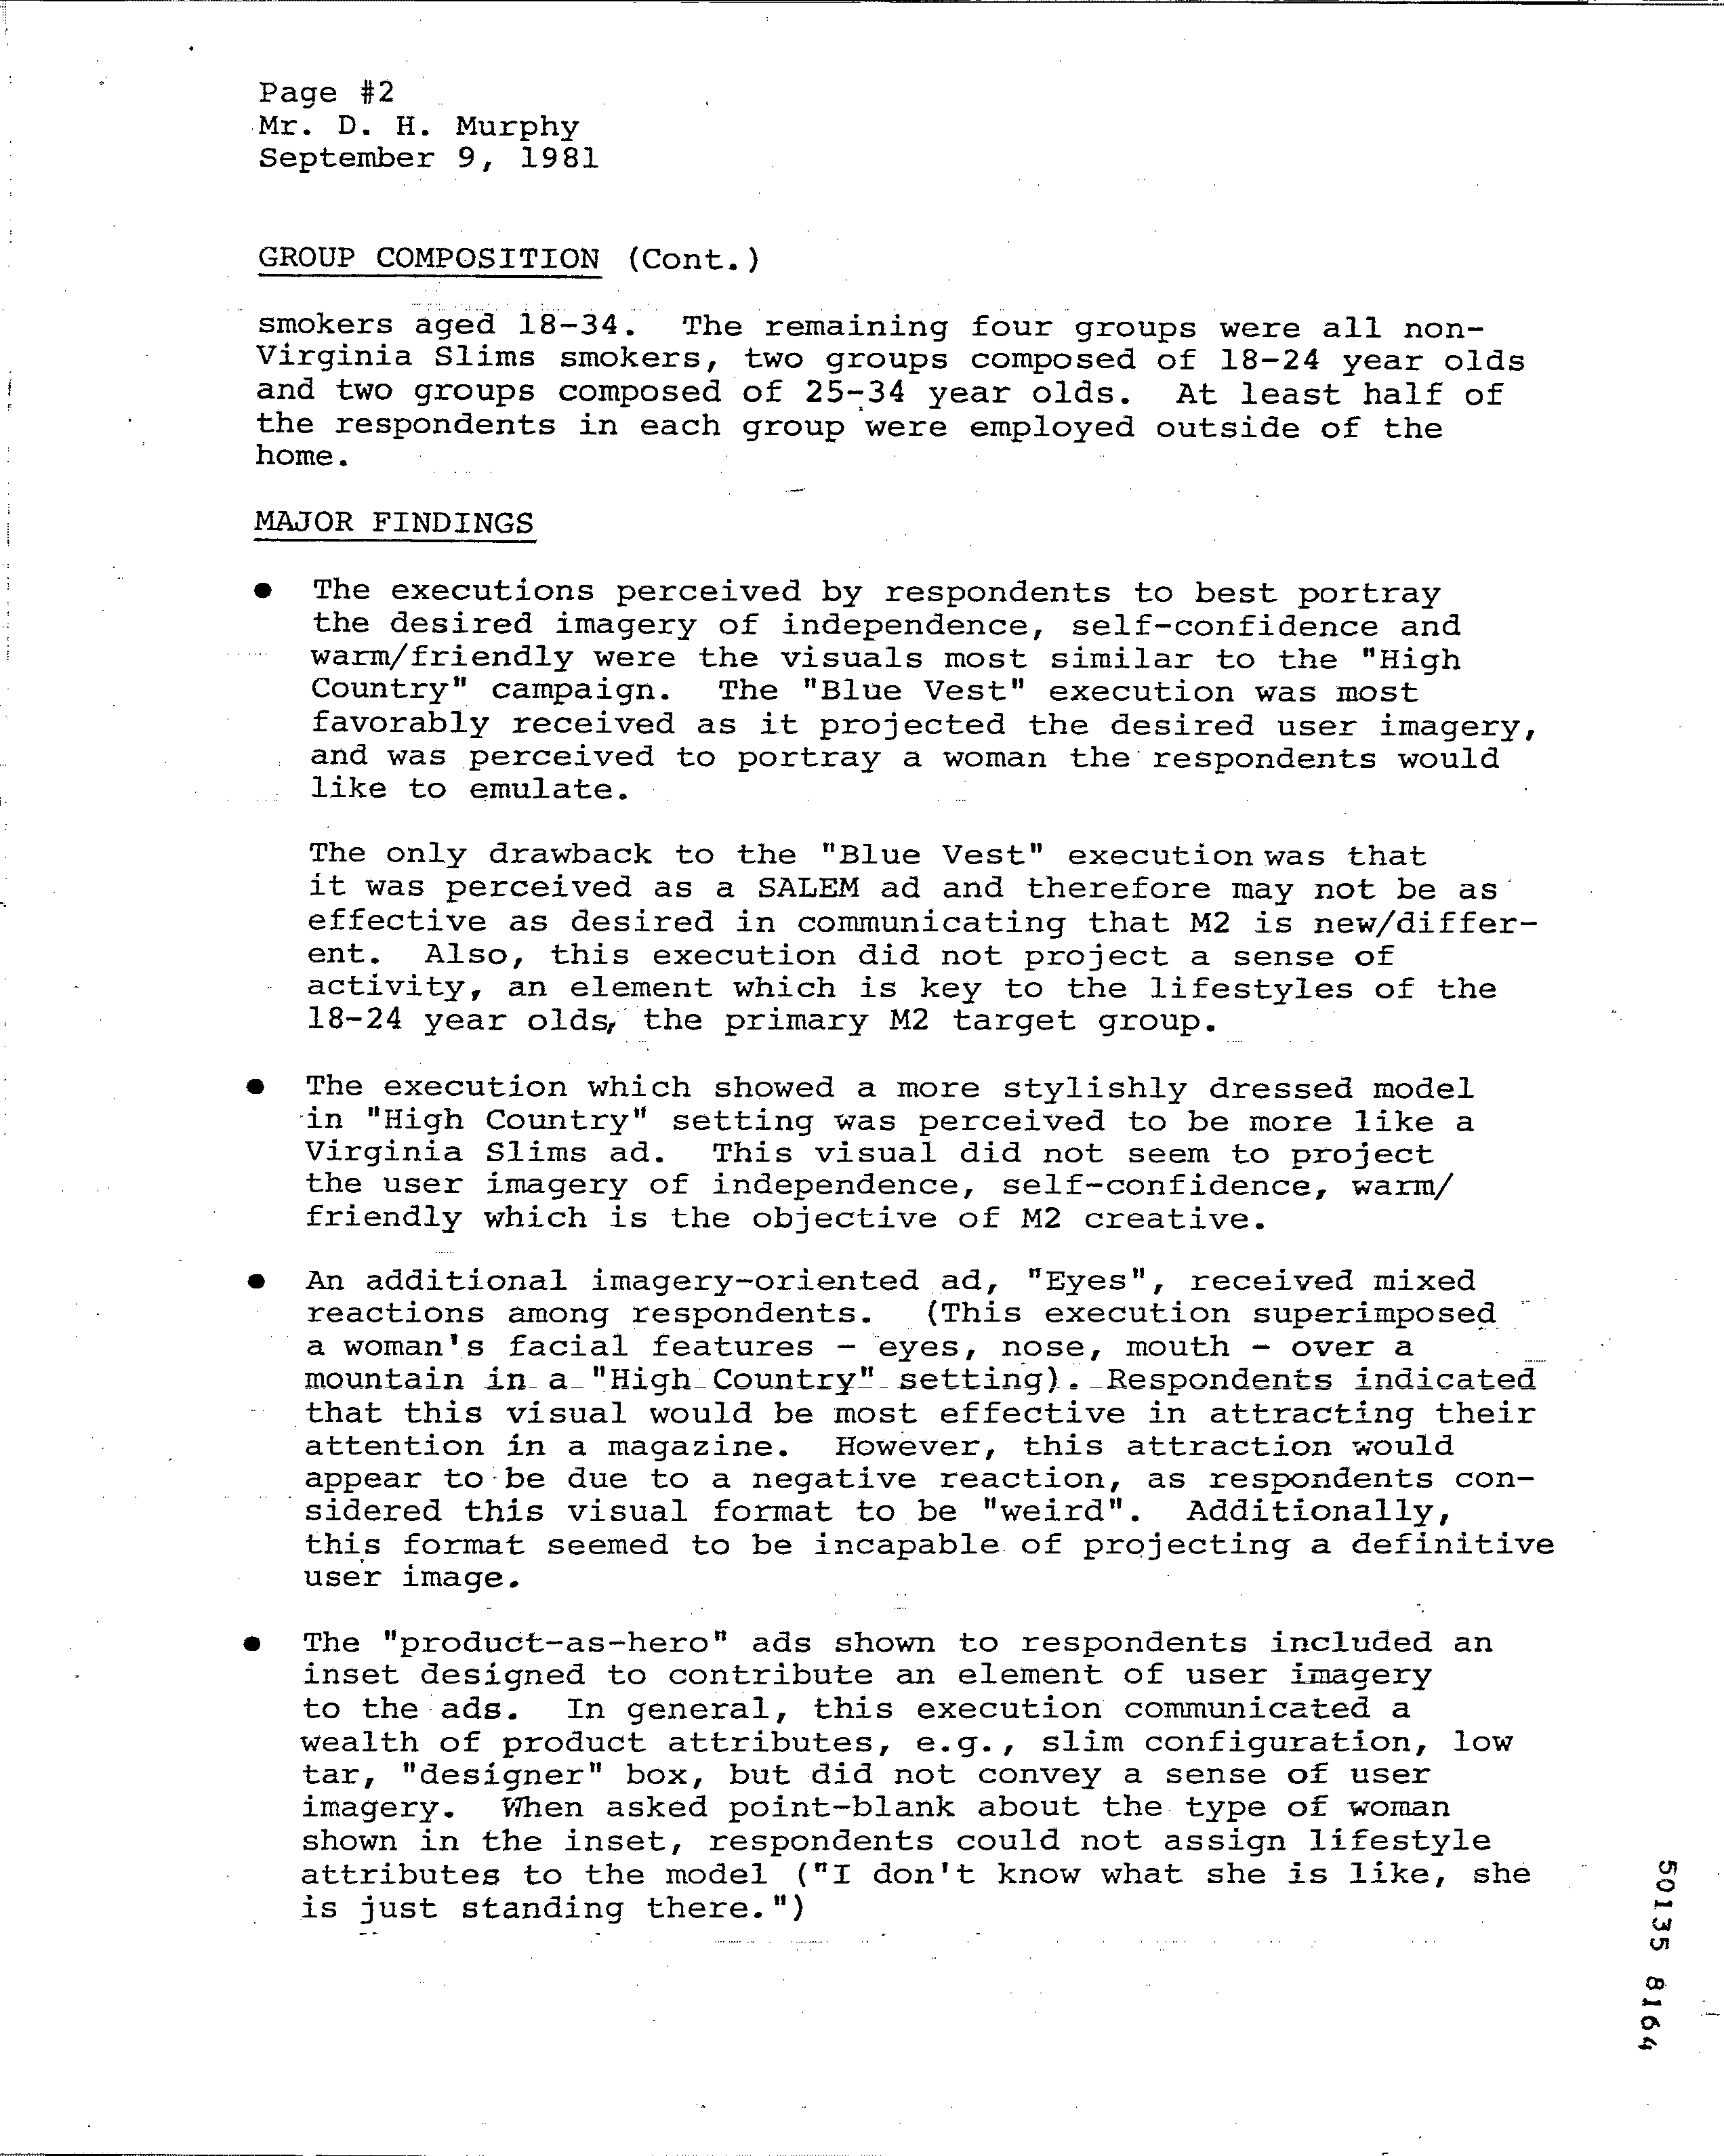 Page #2
Mr. D. H. Murphy
September 9, 1981
GROUP COMPOSITION (Cont.)
smokers aged 18-34. The remaining four groups were all non-
Virginia Slims smokers, two groups composed of 18-24 year olds
and two groups composed of 25-34 year olds. At least half of
the respondents in each group were employed outside of the
home.
MAJOR FINDINGS
● The executions perceived by respondents to best portray
the desired imagery of independence, self-confidence and
warm/friendly were the visuals most similar to the "High
Country" campaign. The "Blue Vest" execution was most
favorably received as it projected the desired user imagery,
and was perceived to portray a woman the respondents would
like to emulate.
The only drawback to the "Blue Vest" execution was that
it was perceived as a SALEM ad and therefore may not be as
effective as desired in communicating that M2 is new/differ-
ent. Also, this execution did not project a sense of
activity, an element which is key to the lifestyles of the
18-24 year olds, the primary M2 target group.
● The execution which showed a more stylishly dressed model
in "High Country" setting was perceived to be more like a
Virginia Slims ad. This visual did not seem to project
the user imagery of independence, self-confidence, warm/
friendly which is the objective of M2 creative.
● An additional imagery-oriented ad, "Eyes", received mixed
reactions among respondents. (This execution superimposed
a woman's facial features - eyes, nose, mouth - over a
mountain in a "High Country" setting). Respondents indicated
that this visual would be most effective in attracting their
attention in a magazine. However, this attraction would
appear to be due to a negative reaction, as respondents con-
sidered this visual format to be "weird". Additionally,
this format seemed to be incapable of projecting a definitive
user image.
● The "product-as-hero" ads shown to respondents included an
inset designed to contribute an element of user imagery
to the ads. In general, this execution communicated a
wealth of product attributes, e.g., slim configuration, low
tar, "designer" box, but did not convey a sense of user
imagery. When asked point-blank about the type of woman
shown in the inset, respondents could not assign lifestyle
attributes to the model ("I don't know what she is like, she
is just standing there.")
50135 8164